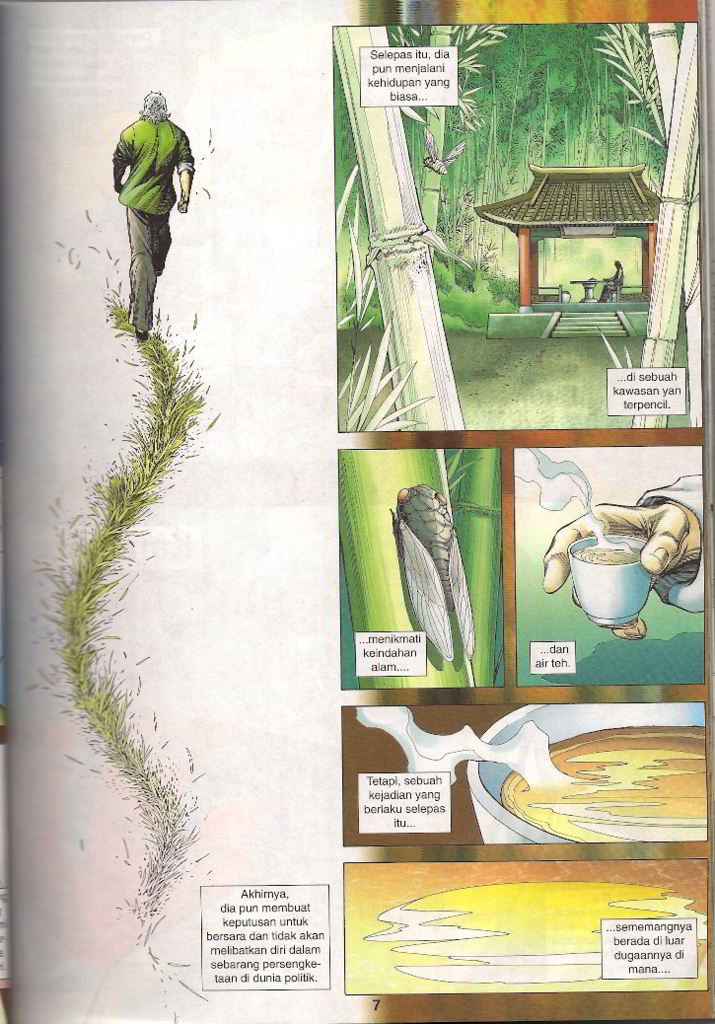 Akhirnya,
dia pun membuat
keputusan untuk
bersara dan tidak akan
melibatkan diri dalam
sebarang persengke-
taan di dunia politik.
Selepas itu, dia
pun menjalani
kehidupan yang
biasa...
...di sebuah
kawasan yan
terpencil.
...menikmati
keindahan
alam....
...dan
air teh.
Tetapi, sebuah
kejadian yang
berlaku selepas
itu...
...sememangnya
berada di luar
dugaannya di
mana....
7